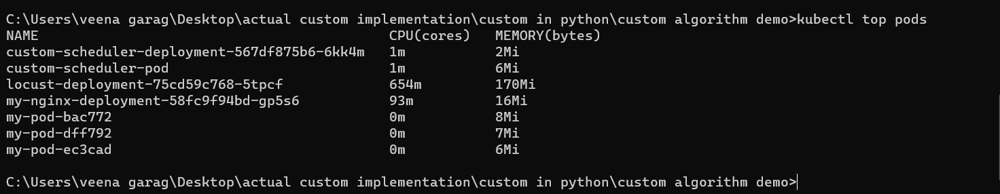 C:\Users\veena garag\Desktop\actual custom implementation\custom in python\custom algorithm demo>kubectl top pods
NAME CPU(cores) MEMORY(bytes)
custom-scheduler-deployment-567df875b6-6kk4m 1m 2Mi
custom-scheduler-pod 1m 6Mi
locust-deployment-75cd59c768-5tpcf 654m 170Mi
my-nginx-deployment-58fc9f94bd-gp5s6 93m 16Mi
my-pod-bac772 0m 8Mi
my-pod-dff792 0m 7Mi
my-pod-ec3cad 0m 6Mi
C:\Users\veena garag\Desktop\actual custom implementation\custom in python\custom algorithm demo>